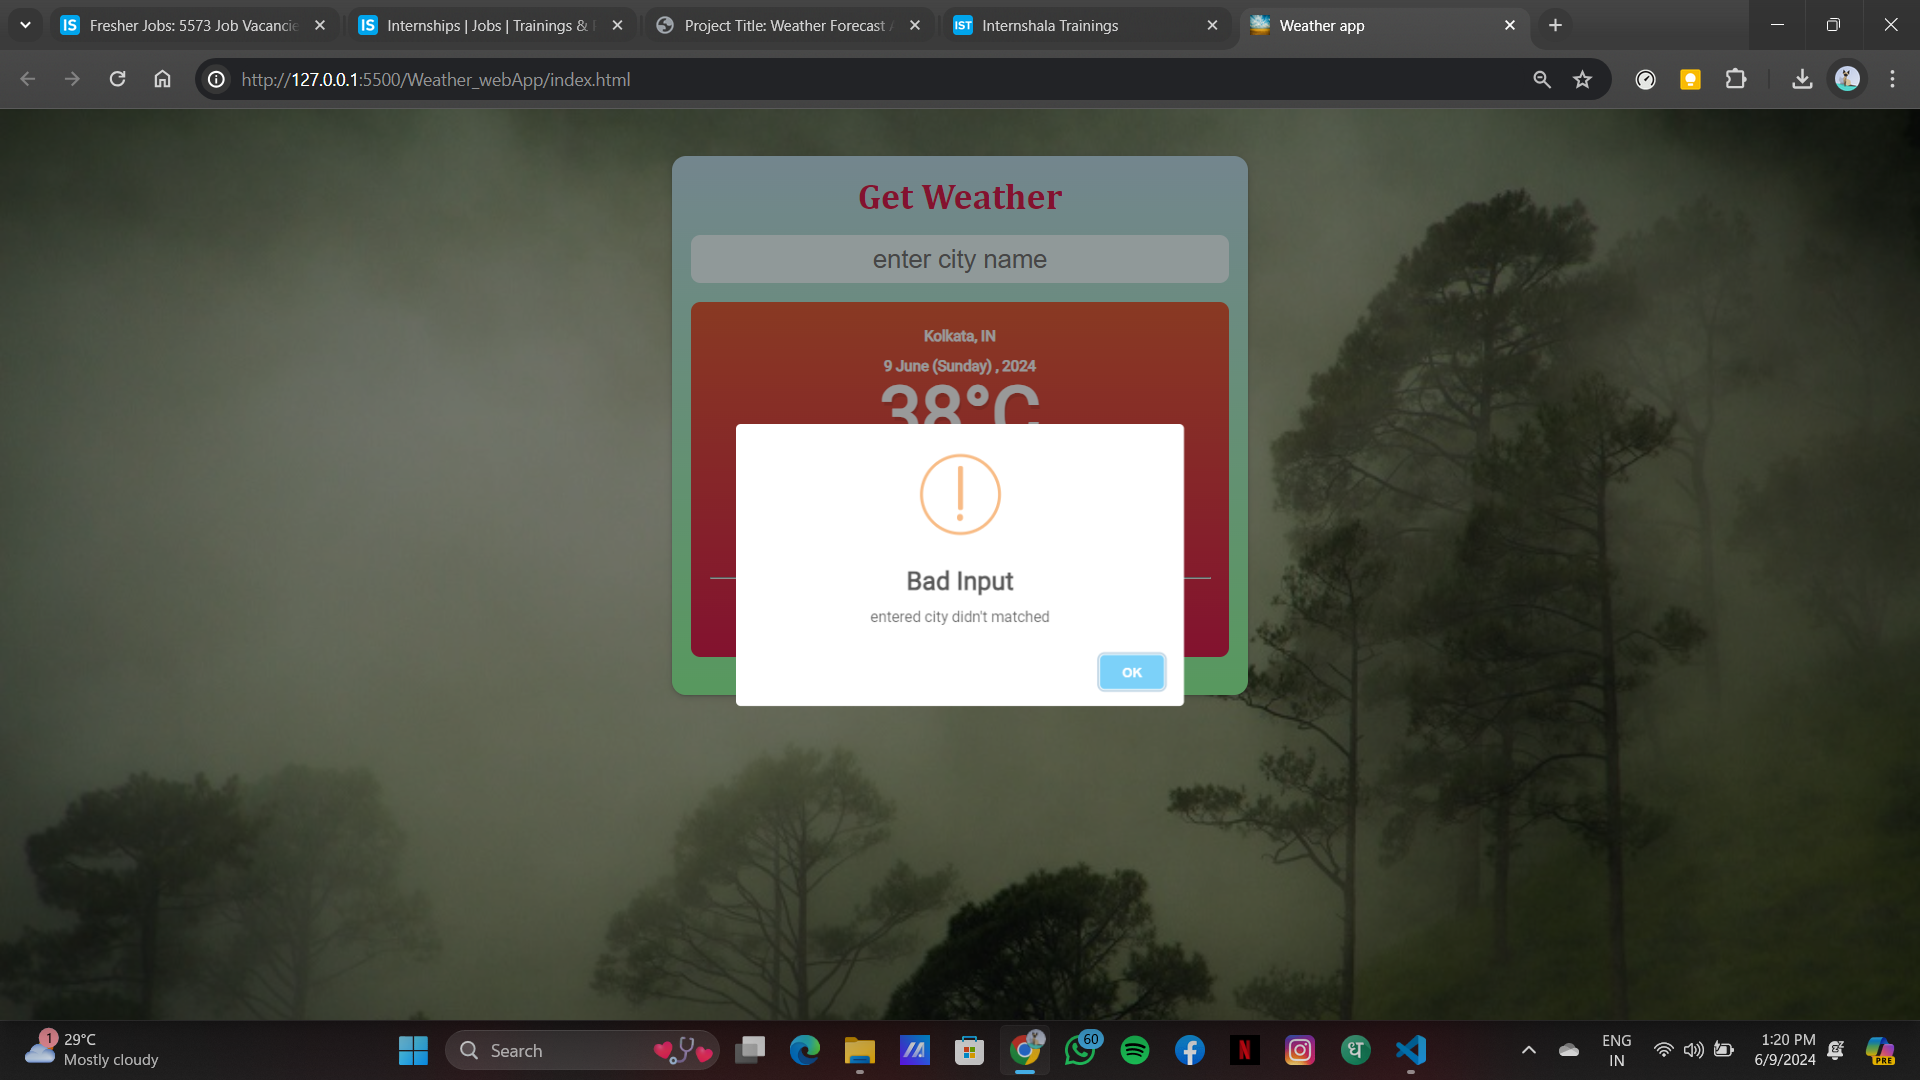 IS Fresher Jobs: 5573 Job Vacancie
IS Internships | Jobs | Trainings &
Project Title: Weather Forecast
IST Internshala Trainings
Weather app
http://127.0.0.1:5500/Weather_webApp/index.html
Get Weather
enter city name
Kolkata, IN
9 June (Sunday) , 2024
38°C
Bad Input
entered city didn't matched
OK
1
29°C
Mostly cloudy
Search
60
N
ध
ENG
IN
1:20 PM
6/9/2024
PRE